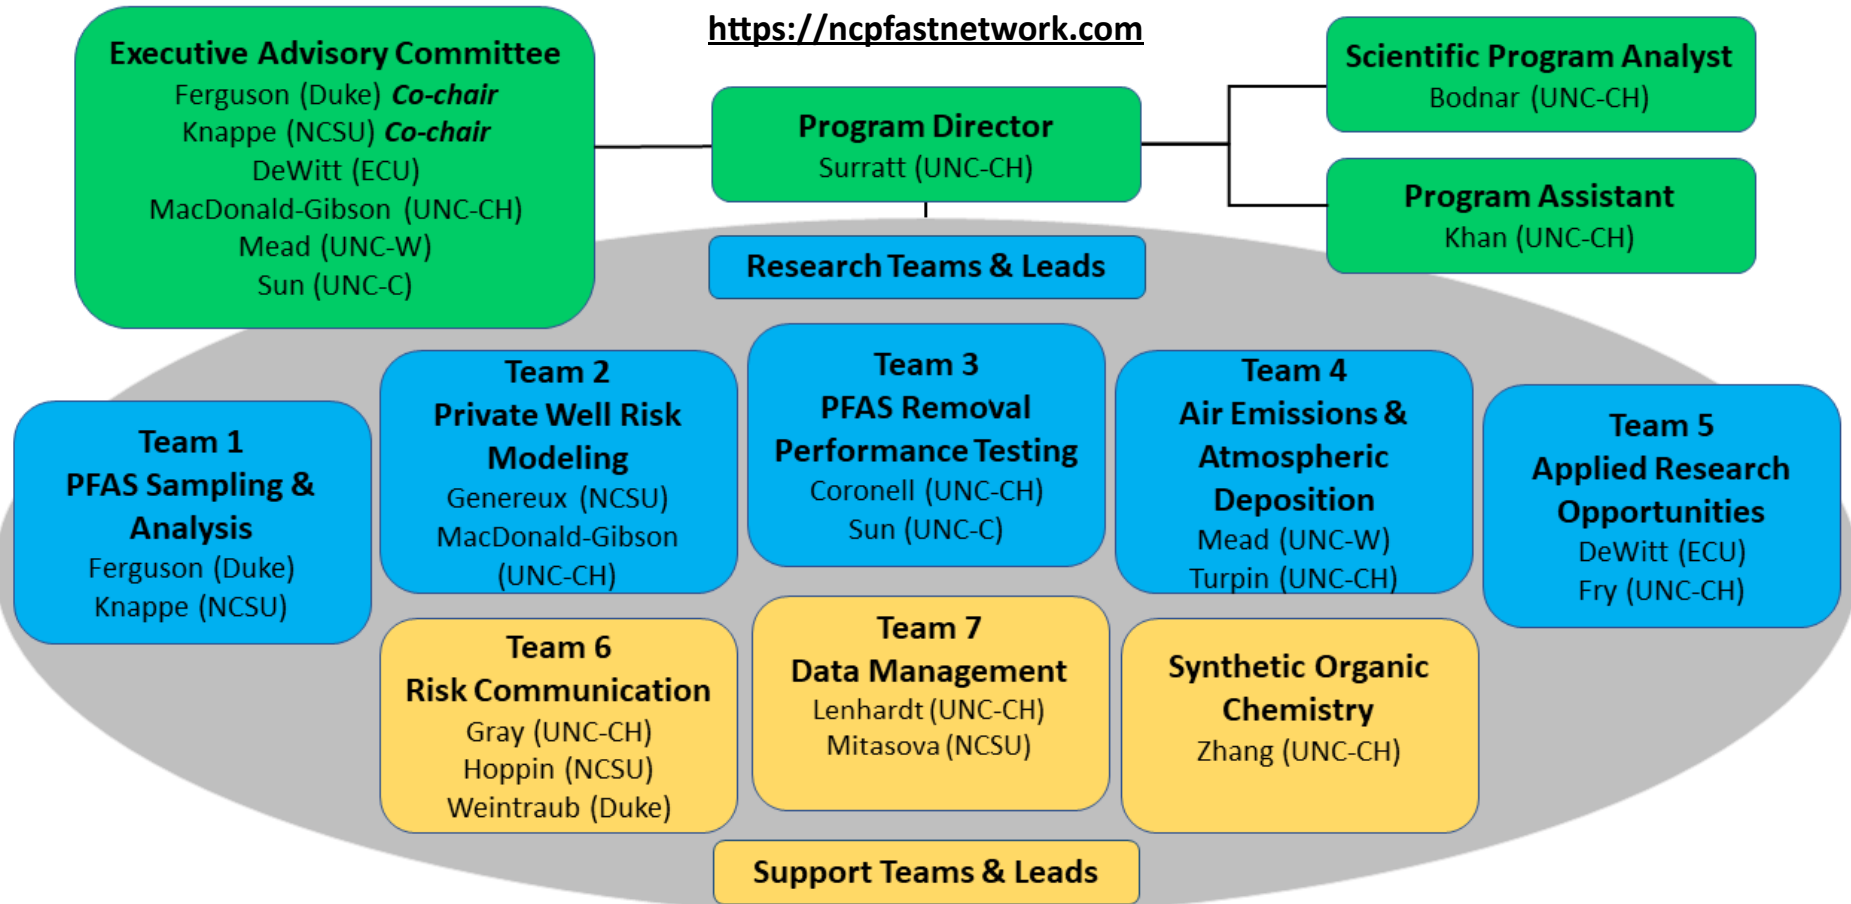 https://ncpfastnetwork.com
Executive Advisory Committee
Ferguson (Duke) Co-chair
Knappe (NCSU) Co-chair
DeWitt (ECU)
MacDonald-Gibson (UNC-CH)
Mead (UNC-W)
Sun (UNC-C)
Program Director
Surratt (UNC-CH)
Scientific Program Analyst
Bodnar (UNC-CH)
Program Assistant
Khan (UNC-CH)
Research Teams & Leads
Team 1
PFAS Sampling &
Analysis
Ferguson (Duke)
Knappe (NCSU)
Team 2
Private Well Risk
Modeling
Genereux (NCSU)
MacDonald-Gibson
(UNC-CH)
Team 3
PFAS Removal
Performance Testing
Coronell (UNC-CH)
Sun (UNC-C)
Team 4
Air Emissions &
Atmospheric
Deposition
Mead (UNC-W)
Turpin (UNC-CH)
Team 5
Applied Research
Opportunities
DeWitt (ECU)
Fry (UNC-CH)
Team 6
Risk Communication
Gray (UNC-CH)
Hoppin (NCSU)
Weintraub (Duke)
Team 7
Data Management
Lenhardt (UNC-CH)
Mitasova (NCSU)
Synthetic Organic
Chemistry
Zhang (UNC-CH)
Support Teams & Leads